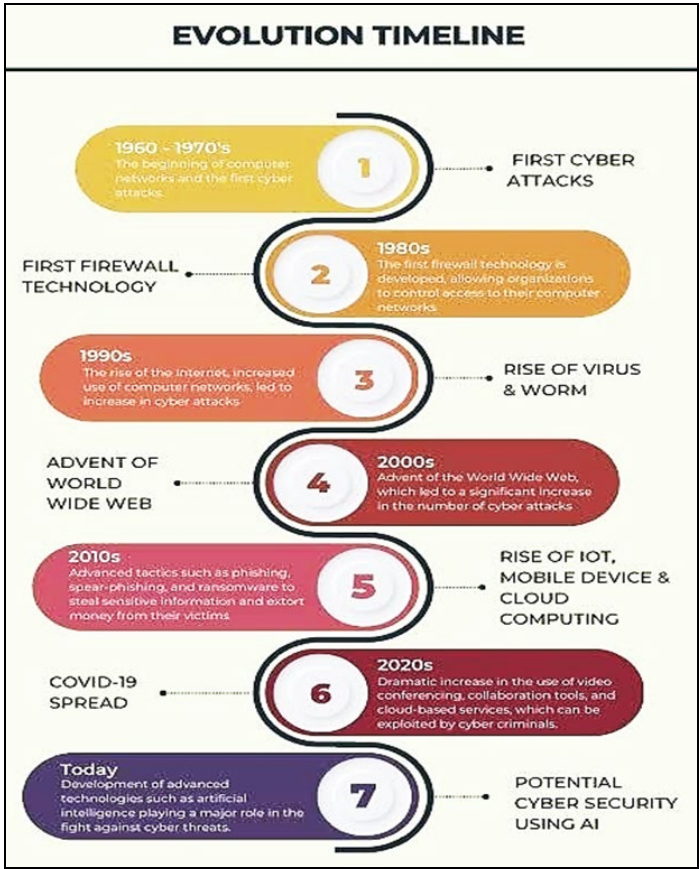 EVOLUTION TIMELINE
1960 - 1970's
The beginning of computer
networks and the first cyber
attacks.
1
FIRST CYBER
ATTACKS
FIRST FIREWALL
TECHNOLOGY
2
1980s
The first firewall technology is
developed, allowing organizations
to control access to their computer
networks.
1990s
The rise of the Internet, increased
use of computer networks, led to
increase in cyber attacks
3
RISE OF VIRUS
& WORM
ADVENT OF
WORLD
WIDE WEB
4
2000s
Advent of the World Wide Web,
which led to a significant increase
in the number of cyber attacks
2010s
Advanced tactics such as phishing,
spear-phishing, and ransomware to
steal sensitive information and extort
money from their victims
5
RISE OF IOT,
MOBILE DEVICE &
CLOUD
COMPUTING
COVID-19
SPREAD
6
2020s
Dramatic increase in the use of video
conferencing, collaboration tools, and
cloud-based services, which can be
exploited by cyber criminals.
Today
Development of advanced
technologies such as artificial
intelligence playing a major role in the
fight against cyber threats.
7
POTENTIAL
CYBER SECURITY
USING AI